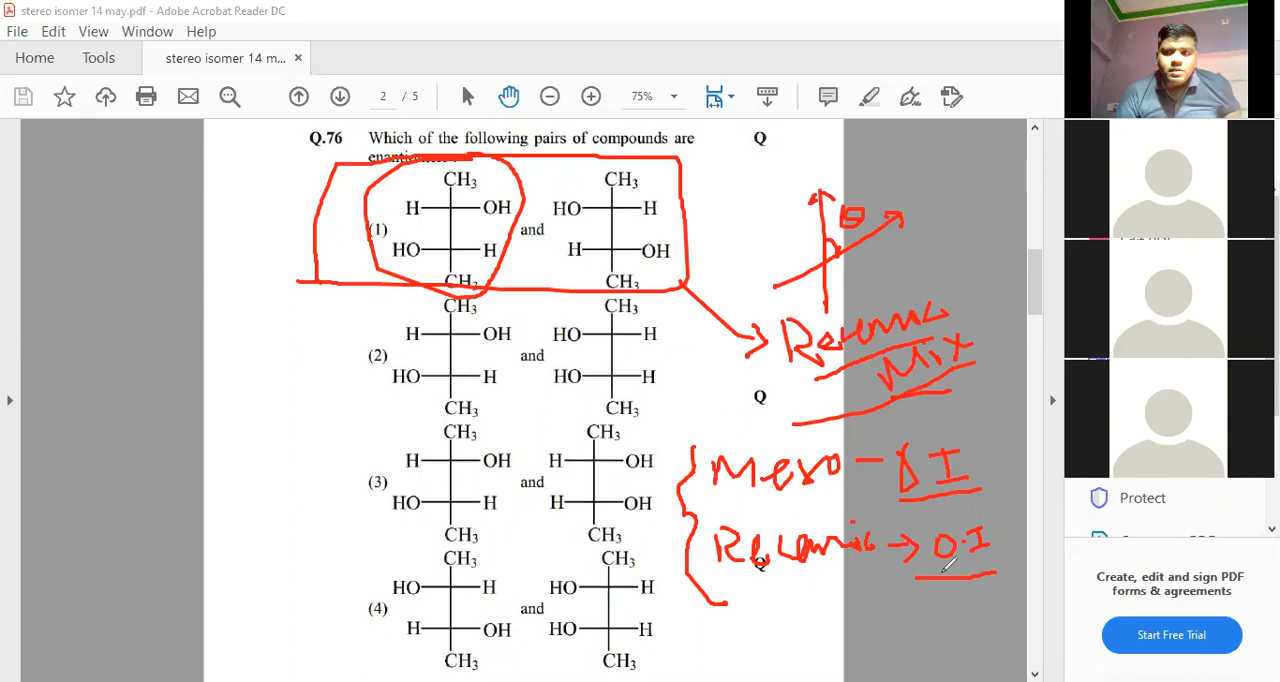 stereo isomer 14 may.pdf - Adobe Acrobat Reader DC
File Edit View Window Help
Home Tools stereo isomer 14 m... ×
2 / 5 75%
Q.76 Which of the following pairs of compounds are Q
CH3 CH3
H OH HO H
(1) and
HO H H OH
CH3 CH3
θ
CH3 CH3
H OH HO H
(2) and
HO H HO H
CH3 CH3
Mix
Q
CH3 CH3
H OH H OH
(3) and
HO H H OH
CH3 CH3
Meso - I
Racemic → O.I
CH3 CH3
HO H HO H
(4) and
H OH HO H
CH3 CH3
Q
Protect
Create, edit and sign PDF
forms & agreements
Start Free Trial